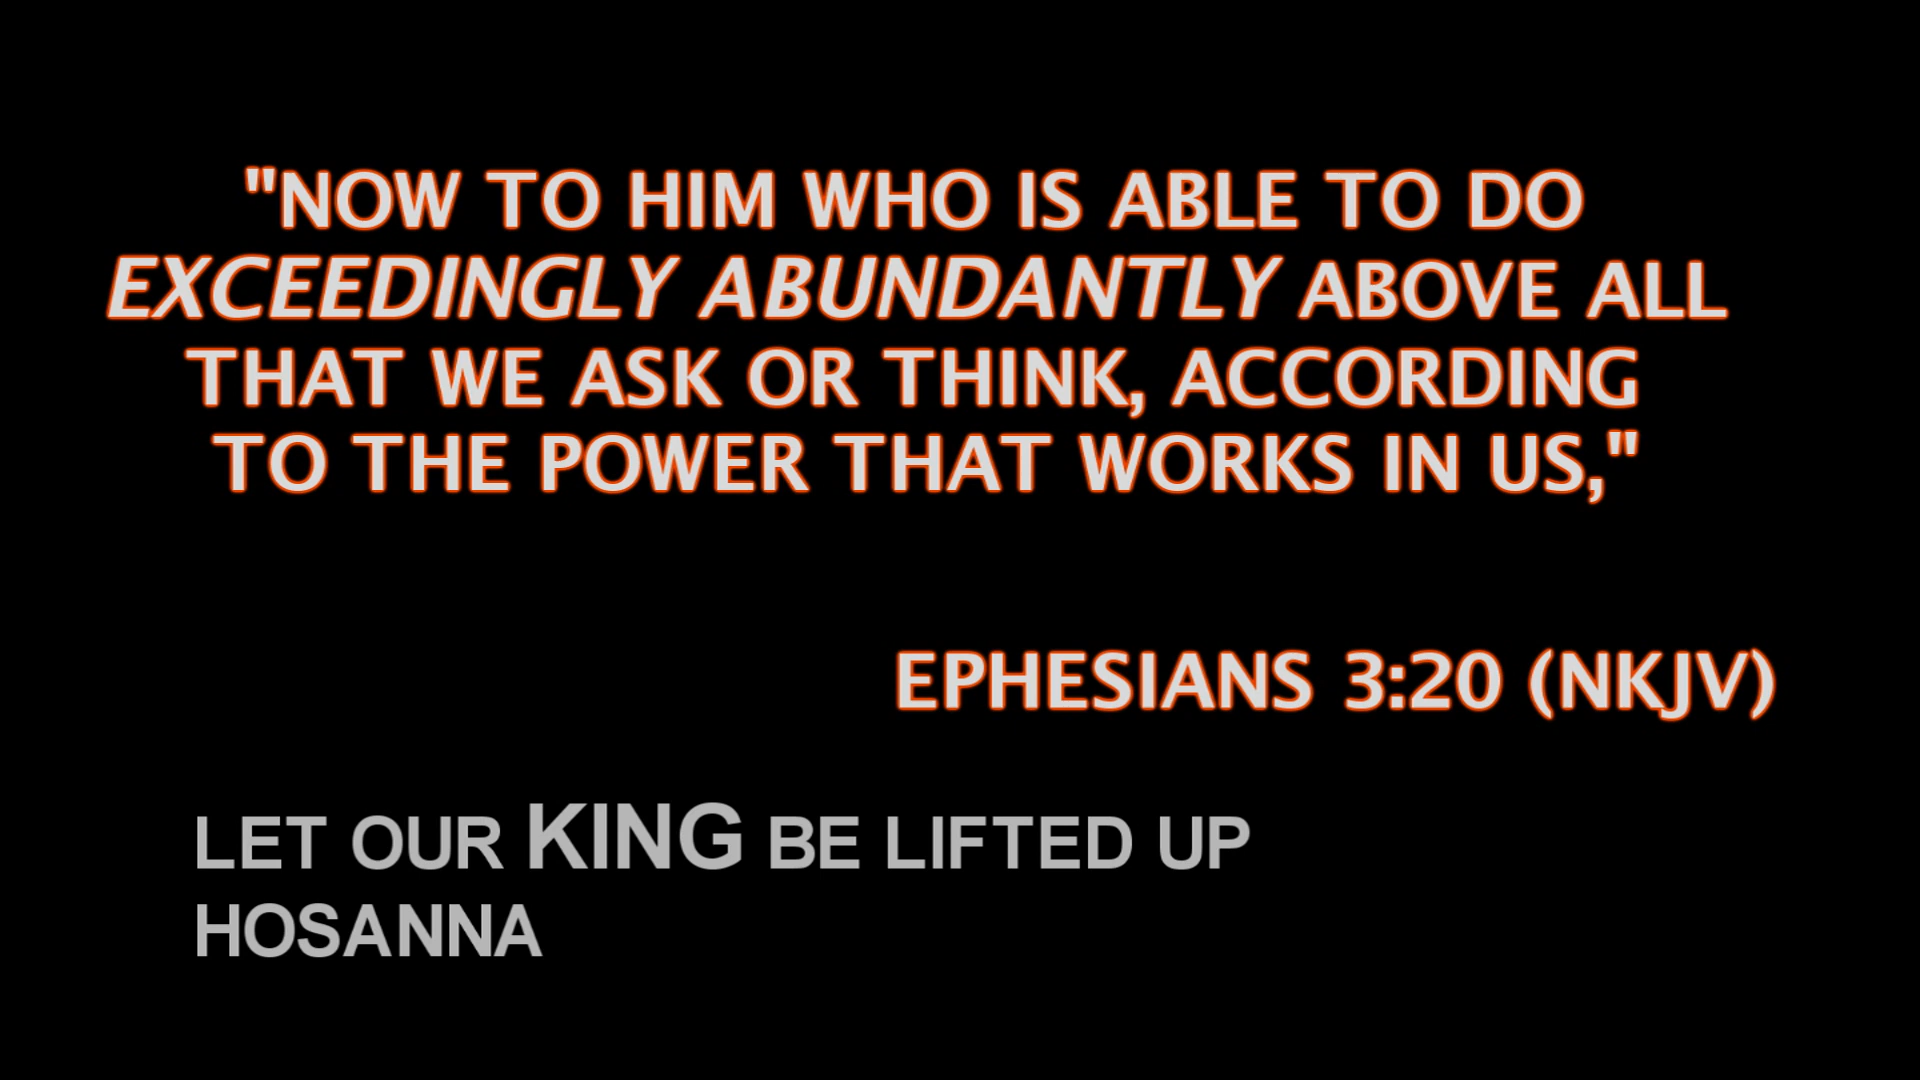 "NOW TO HIM WHO IS ABLE TO DO
EXCEEDINGLY ABUNDANTLY ABOVE ALL
THAT WE ASK OR THINK, ACCORDING
TO THE POWER THAT WORKS IN US,"
EPHESIANS 3:20 (NKJV)
LET OUR KING BE LIFTED UP
HOSANNA